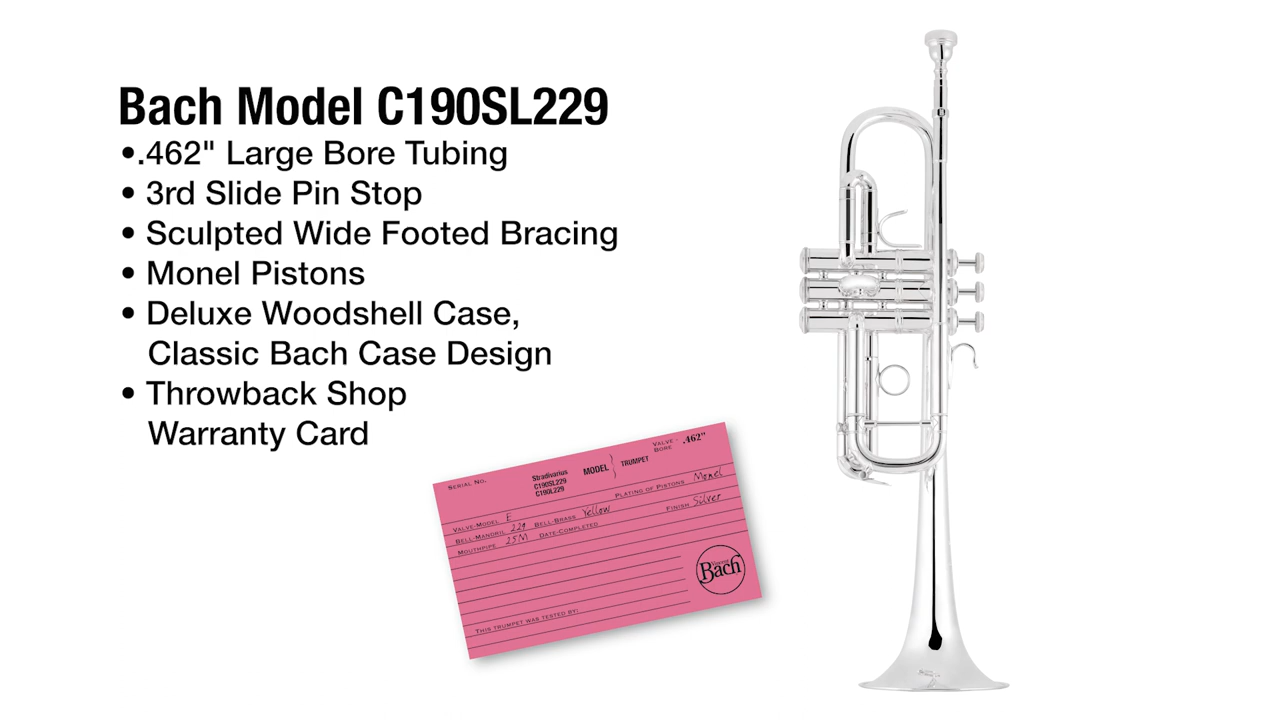 Bach Model C190SL229
•.462" Large Bore Tubing
• 3rd Slide Pin Stop
• Sculpted Wide Footed Bracing
• Monel Pistons
• Deluxe Woodshell Case,
Classic Bach Case Design
• Throwback Shop
Warranty Card
SERIAL NO.
Stradivarius
C190SL229
C190L229
MODEL
TRUMPET
VALVE -
BORE
.462"
VALVE-MODEL E
PLATING OF PISTONS Monel
BELL-MANDRIL 229 BELL-BRASS Yellow
FINISH Silver
MOUTHPIPE 25M DATE-COMPLETED
Vincent
Bach
THIS TRUMPET WAS TESTED BY: